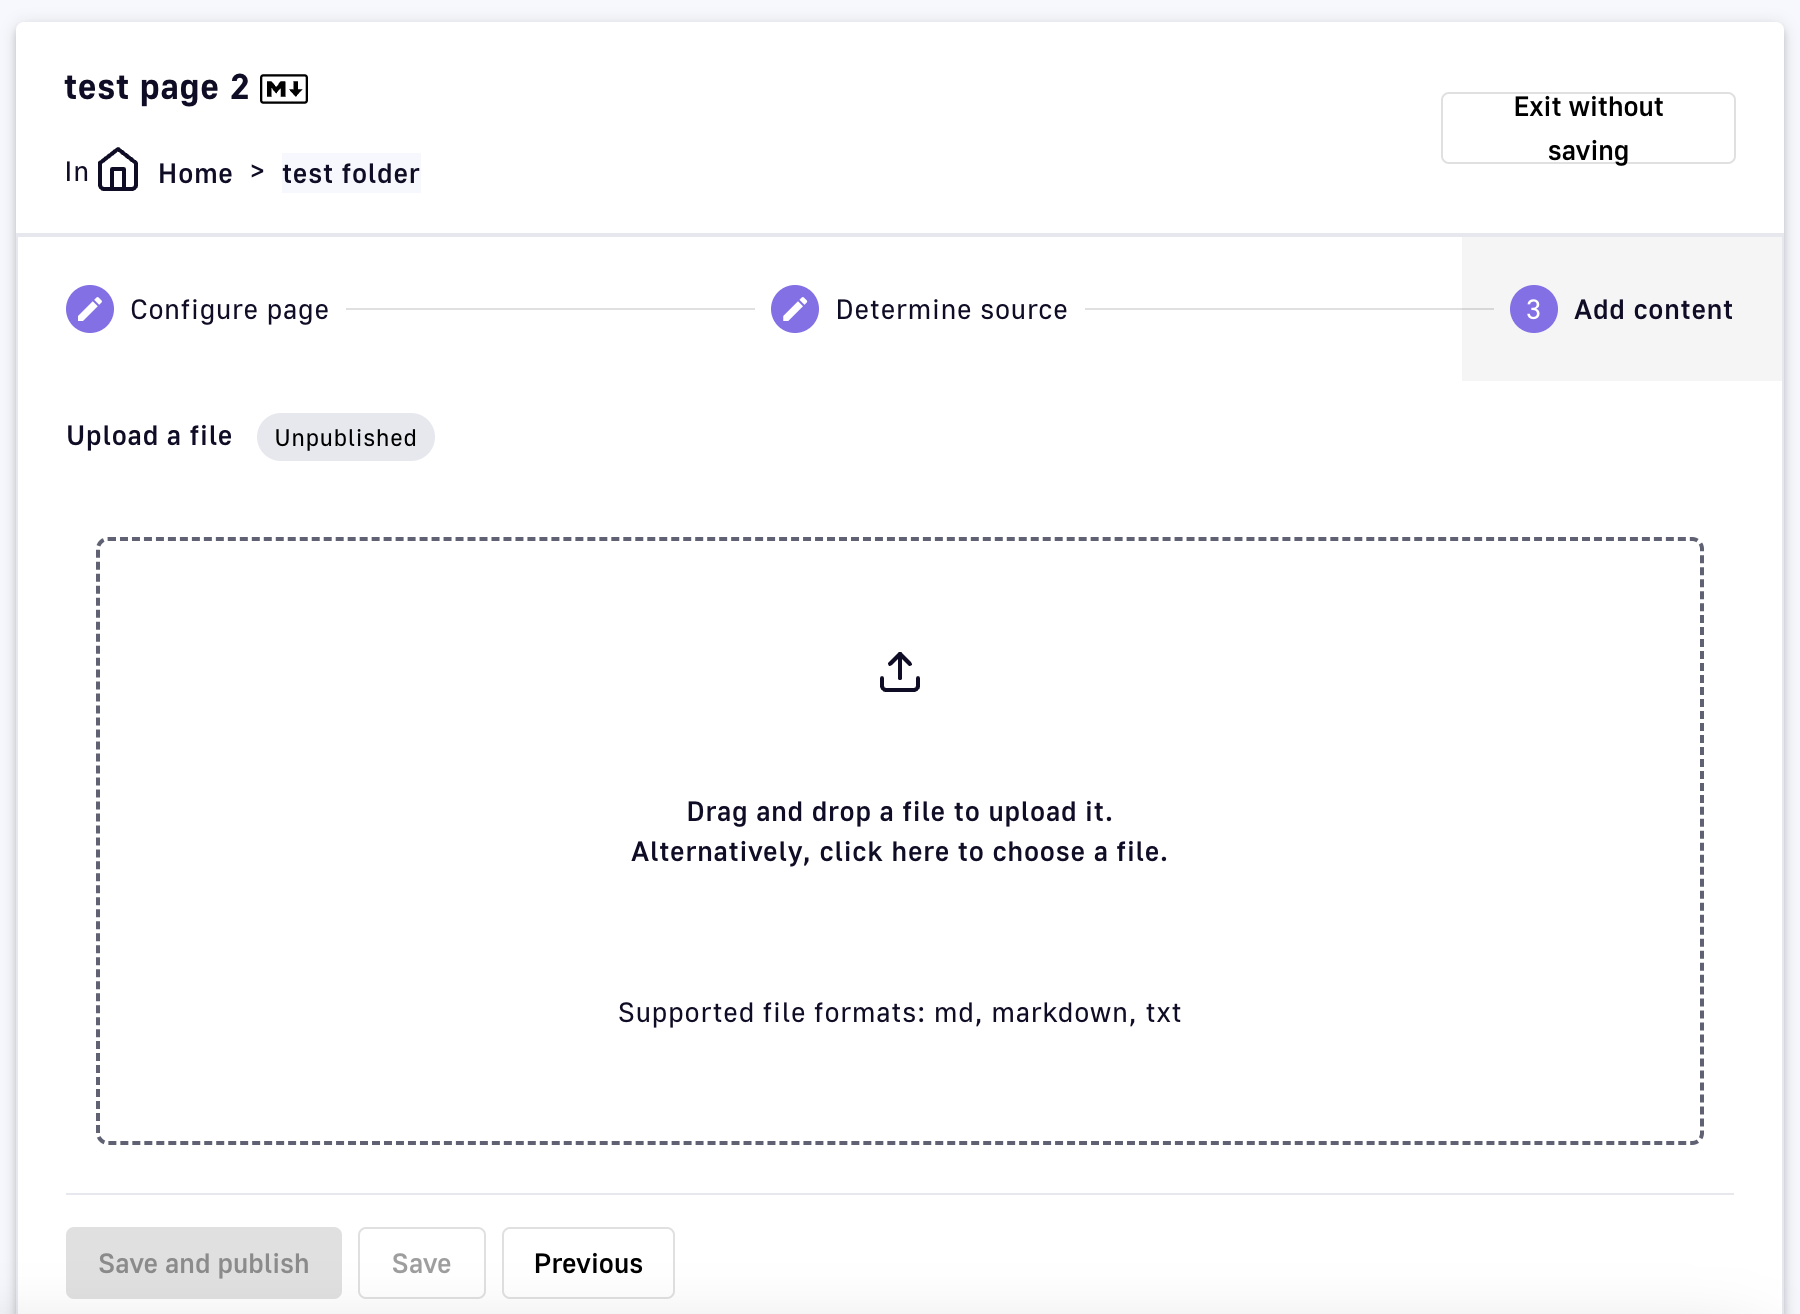 test page 2 M↓
Exit without
saving
In Home > test folder
Configure page
Determine source
3 Add content
Upload a file Unpublished
Drag and drop a file to upload it.
Alternatively, click here to choose a file.
Supported file formats: md, markdown, txt
Save and publish
Save
Previous